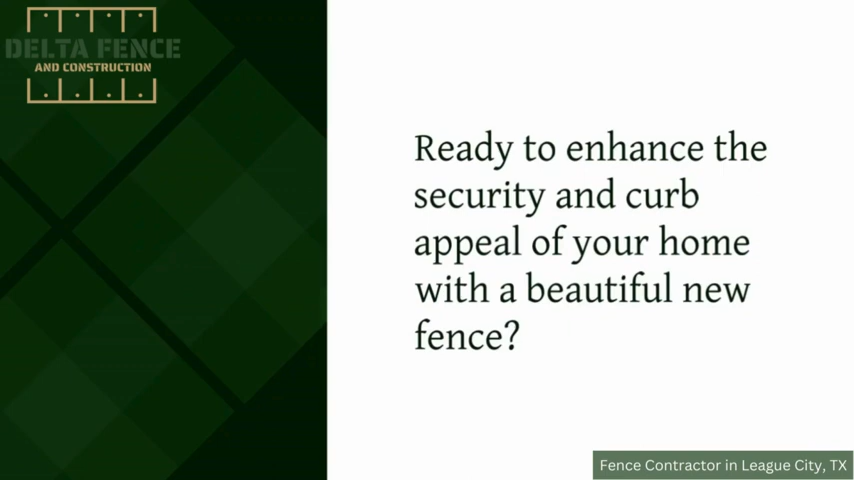 DELTA FENCE
AND CONSTRUCTION
Ready to enhance the
security and curb
appeal of your home
with a beautiful new
fence?
Fence Contractor in League City, TX